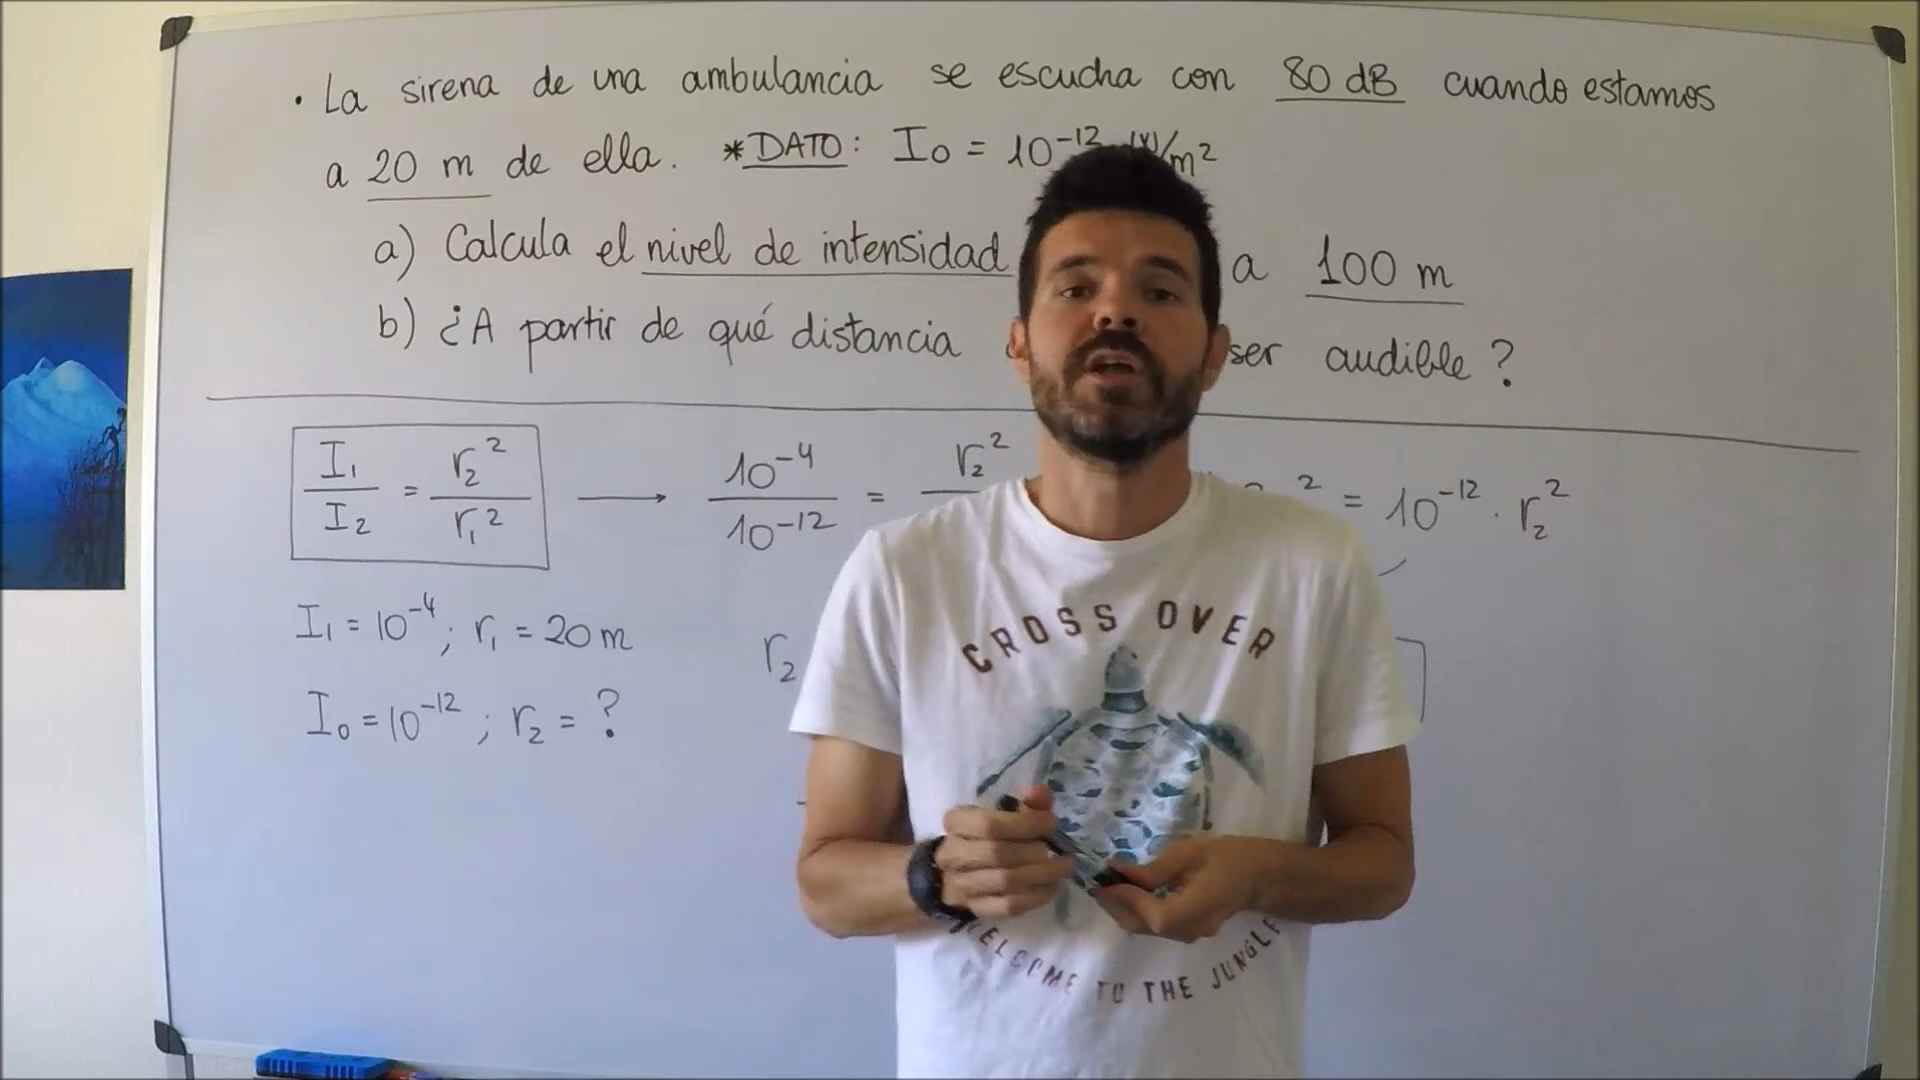 • La sirena de una ambulancia se escucha con 80 dB cuando estamos
a 20 m de ella. *DATO: I₀ = 10⁻¹² W/m²
a) Calcula el nivel de intensidad a 100 m
b) ¿A partir de qué distancia ser audible?
I₁/I₂ = r₂²/r₁² → 10⁻⁴/10⁻¹² = r₂² ² = 10⁻¹² · r₂²
I₁ = 10⁻⁴ ; r₁ = 20 m
r₂
I₀ = 10⁻¹² ; r₂ = ?
CROSS OVER
WELCOME TO THE JUNGLE